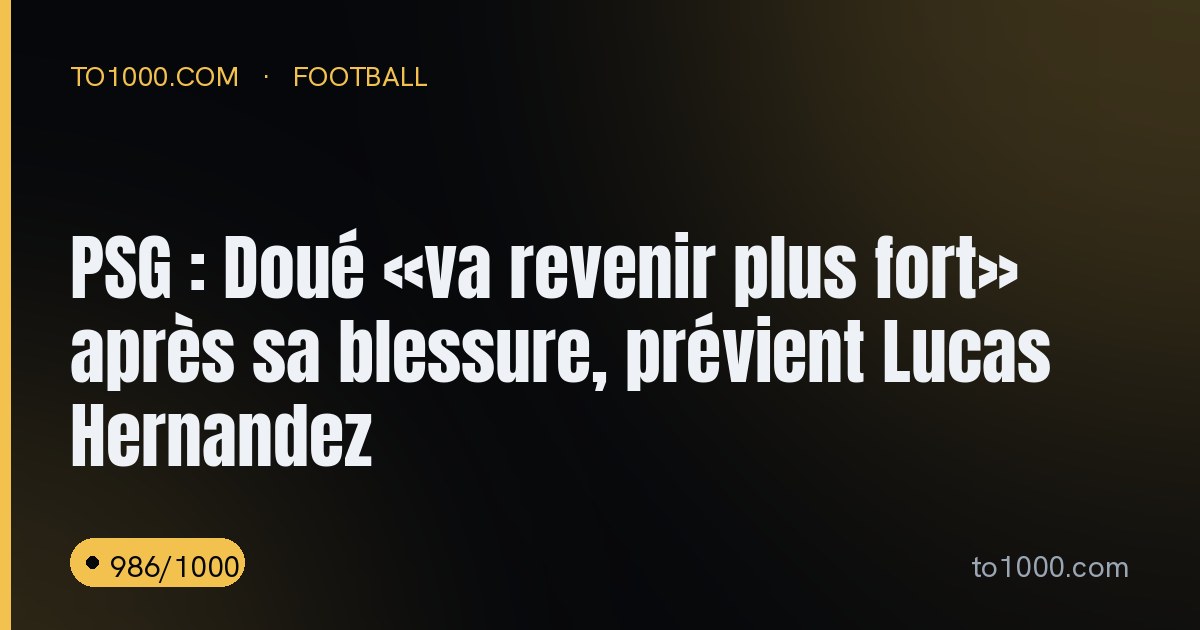 TO1000.COM · FOOTBALL
PSG : Doué «va revenir plus fort»
après sa blessure, prévient Lucas
Hernandez
986/1000
to1000.com